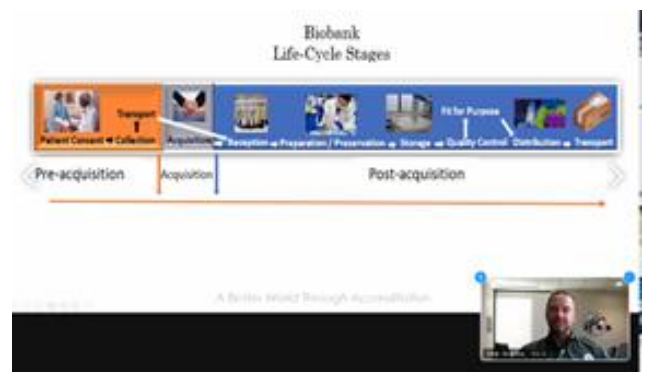 Biobank
Life-Cycle Stages
Transport
Fit for Purpose
Patient Consent Collection Acquisition Reception Preparation / Preservation Storage Quality Control Distribution Transport
Pre-acquisition Acquisition Post-acquisition
A Better World Through Accreditation